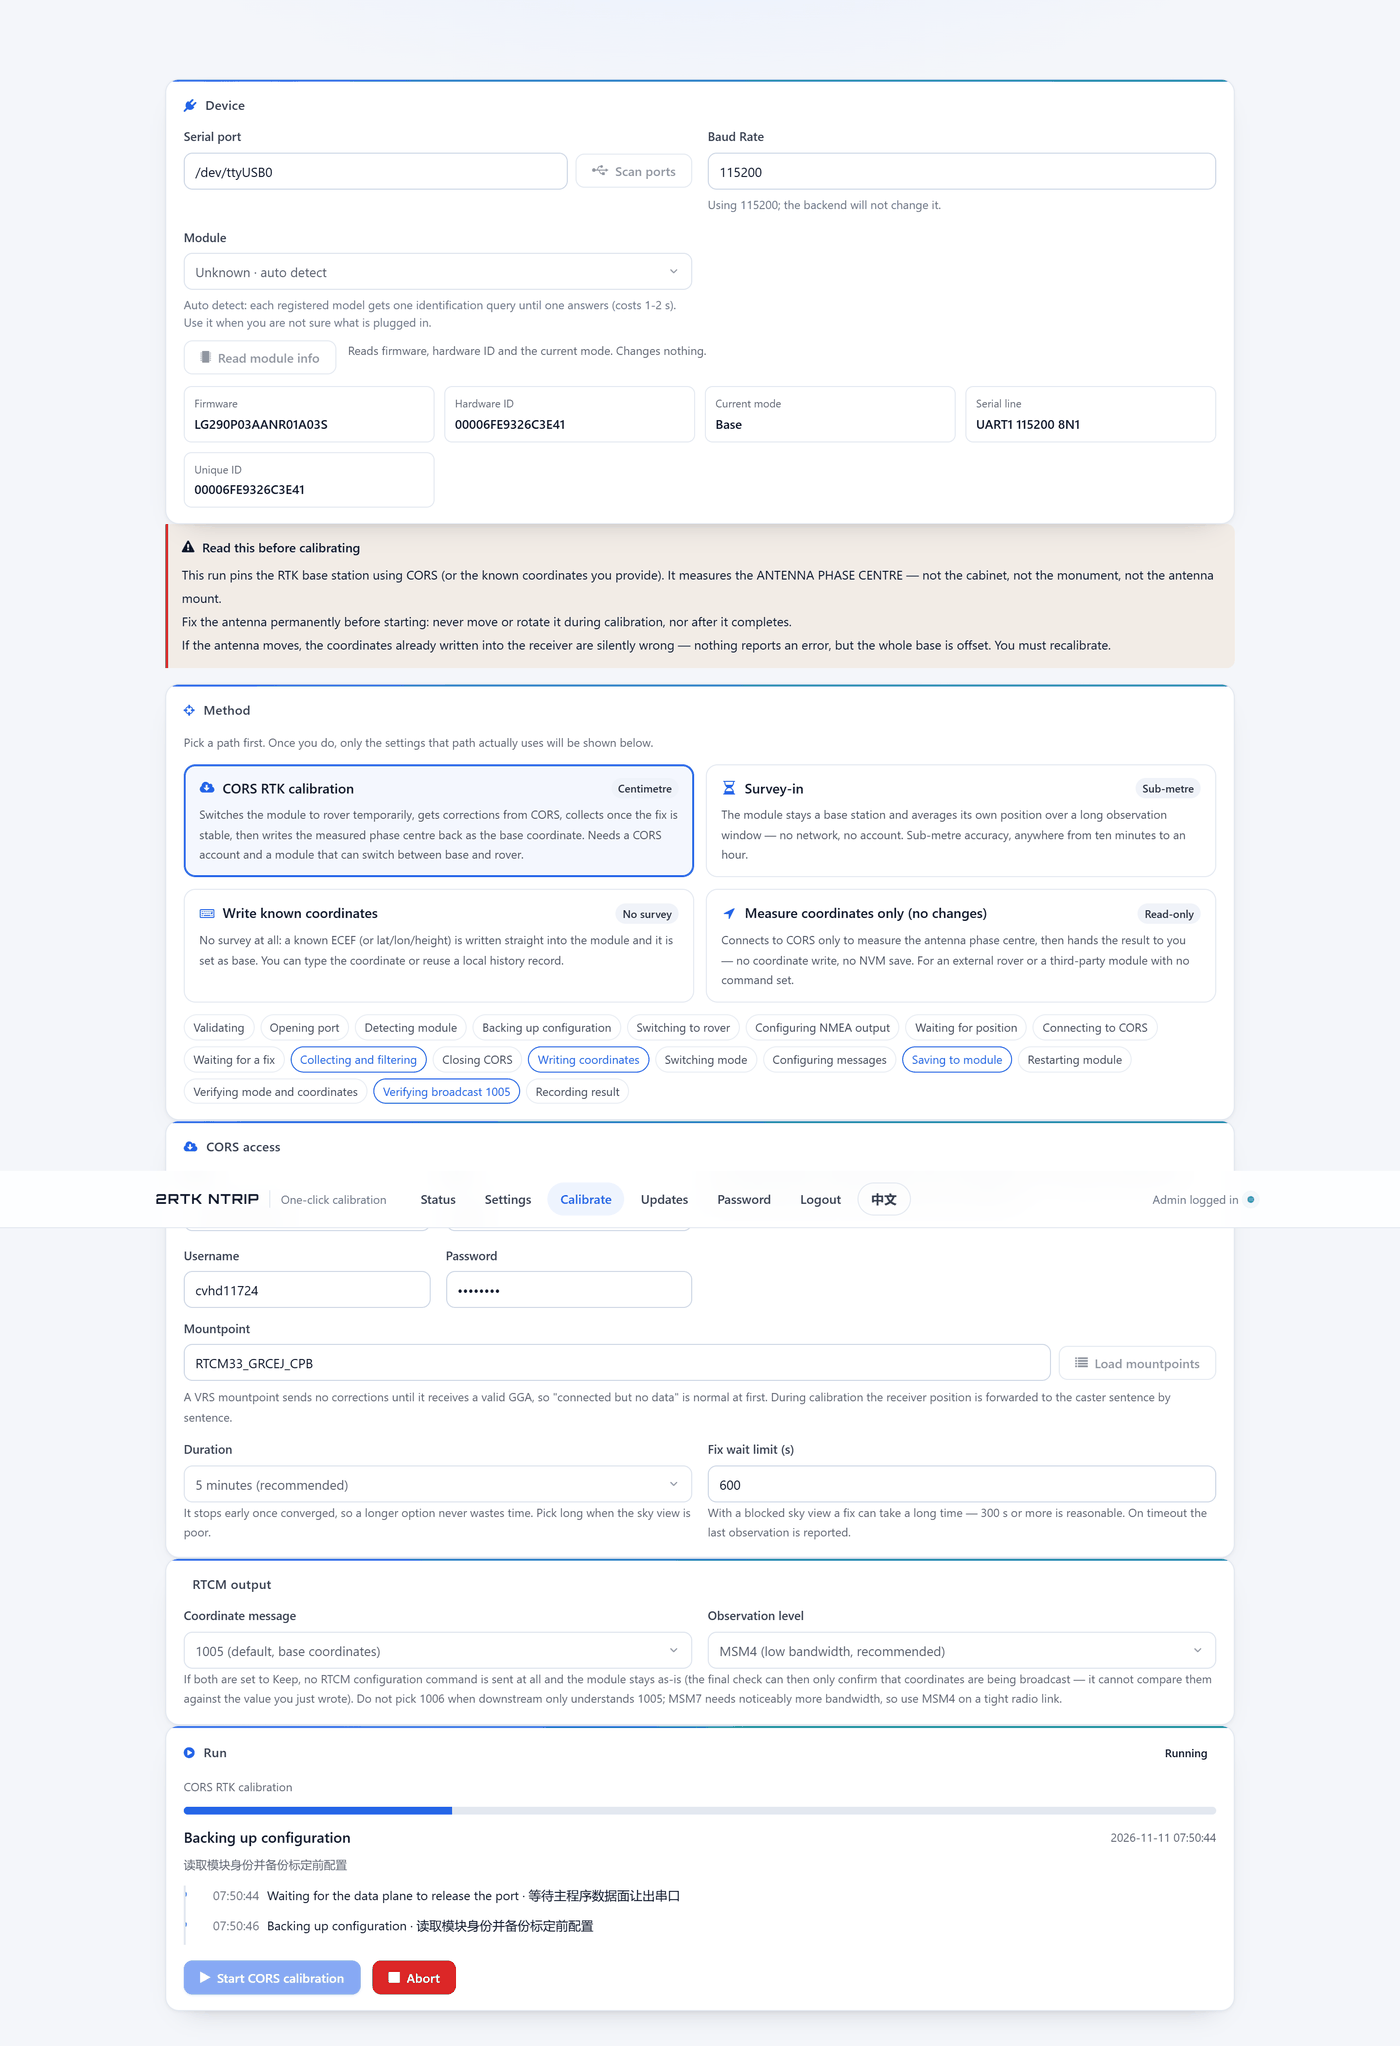 Device
Serial port
Baud Rate
/dev/ttyUSB0
Scan ports
115200
Using 115200; the backend will not change it.
Module
Unknown · auto detect
Auto detect: each registered model gets one identification query until one answers (costs 1-2 s).
Use it when you are not sure what is plugged in.
Read module info
Reads firmware, hardware ID and the current mode. Changes nothing.
Firmware
LG290P03AANR01A03S
Hardware ID
00006FE9326C3E41
Current mode
Base
Serial line
UART1 115200 8N1
Unique ID
00006FE9326C3E41
Read this before calibrating
This run pins the RTK base station using CORS (or the known coordinates you provide). It measures the ANTENNA PHASE CENTRE — not the cabinet, not the monument, not the antenna
mount.
Fix the antenna permanently before starting: never move or rotate it during calibration, nor after it completes.
If the antenna moves, the coordinates already written into the receiver are silently wrong — nothing reports an error, but the whole base is offset. You must recalibrate.
Method
Pick a path first. Once you do, only the settings that path actually uses will be shown below.
CORS RTK calibration
Centimetre
Switches the module to rover temporarily, gets corrections from CORS, collects once the fix is
stable, then writes the measured phase centre back as the base coordinate. Needs a CORS
account and a module that can switch between base and rover.
Survey-in
Sub-metre
The module stays a base station and averages its own position over a long observation
window — no network, no account. Sub-metre accuracy, anywhere from ten minutes to an
hour.
Write known coordinates
No survey
No survey at all: a known ECEF (or lat/lon/height) is written straight into the module and it is
set as base. You can type the coordinate or reuse a local history record.
Measure coordinates only (no changes)
Read-only
Connects to CORS only to measure the antenna phase centre, then hands the result to you
— no coordinate write, no NVM save. For an external rover or a third-party module with no
command set.
Validating
Opening port
Detecting module
Backing up configuration
Switching to rover
Configuring NMEA output
Waiting for position
Connecting to CORS
Waiting for a fix
Collecting and filtering
Closing CORS
Writing coordinates
Switching mode
Configuring messages
Saving to module
Restarting module
Verifying mode and coordinates
Verifying broadcast 1005
Recording result
CORS access
2RTK NTRIP
One-click calibration
Status
Settings
Calibrate
Updates
Password
Logout
中文
Admin logged in
Username
Password
cvhd11724
••••••••
Mountpoint
RTCM33_GRCEJ_CPB
Load mountpoints
A VRS mountpoint sends no corrections until it receives a valid GGA, so "connected but no data" is normal at first. During calibration the receiver position is forwarded to the caster sentence by
sentence.
Duration
Fix wait limit (s)
5 minutes (recommended)
600
It stops early once converged, so a longer option never wastes time. Pick long when the sky view is
poor.
With a blocked sky view a fix can take a long time — 300 s or more is reasonable. On timeout the
last observation is reported.
RTCM output
Coordinate message
Observation level
1005 (default, base coordinates)
MSM4 (low bandwidth, recommended)
If both are set to Keep, no RTCM configuration command is sent at all and the module stays as-is (the final check can then only confirm that coordinates are being broadcast — it cannot compare them
against the value you just wrote). Do not pick 1006 when downstream only understands 1005; MSM7 needs noticeably more bandwidth, so use MSM4 on a tight radio link.
Run
Running
CORS RTK calibration
Backing up configuration
2026-11-11 07:50:44
读取模块身份并备份标定前配置
07:50:44 Waiting for the data plane to release the port · 等待主程序数据面让出串口
07:50:46 Backing up configuration · 读取模块身份并备份标定前配置
Start CORS calibration
Abort